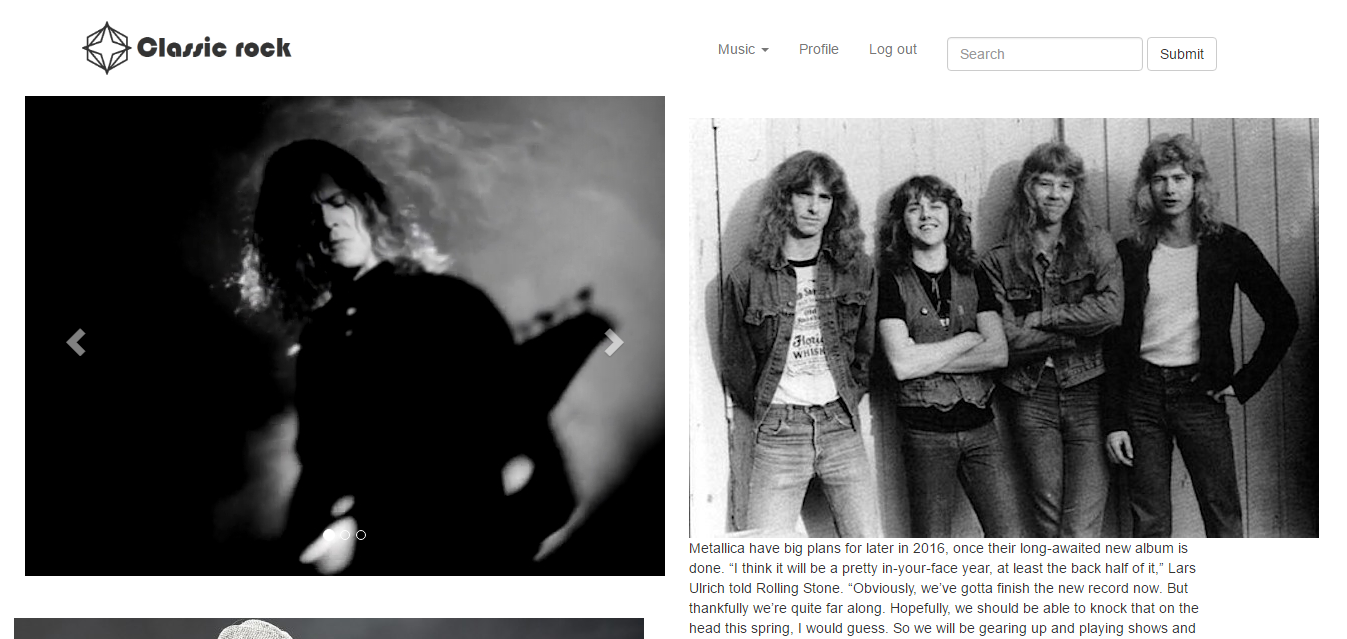 Classic rock
Music Profile Log out Search Submit
Metallica have big plans for later in 2016, once their long-awaited new album is
done. “I think it will be a pretty in-your-face year, at least the back half of it,” Lars
Ulrich told Rolling Stone. “Obviously, we’ve gotta finish the new record now. But
thankfully we’re quite far along. Hopefully, we should be able to knock that on the
head this spring, I would guess. So we will be gearing up and playing shows and
WHISK